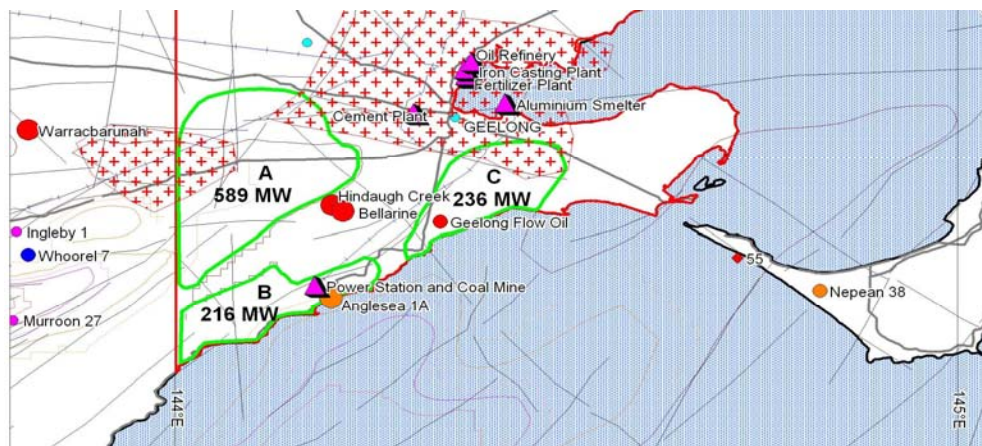 Oil Refinery
Iron Casting Plant
Fertilizer Plant
Aluminium Smelter
Cement Plant
GEELONG
Warracbarunah
A
589 MW
C
236 MW
Hindaugh Creek
Bellarine
Geelong Flow Oil
Ingleby 1
Whoorel 7
55
B
216 MW
Power Station and Coal Mine
Anglesea 1A
Nepean 38
Murroon 27
144°E
145°E